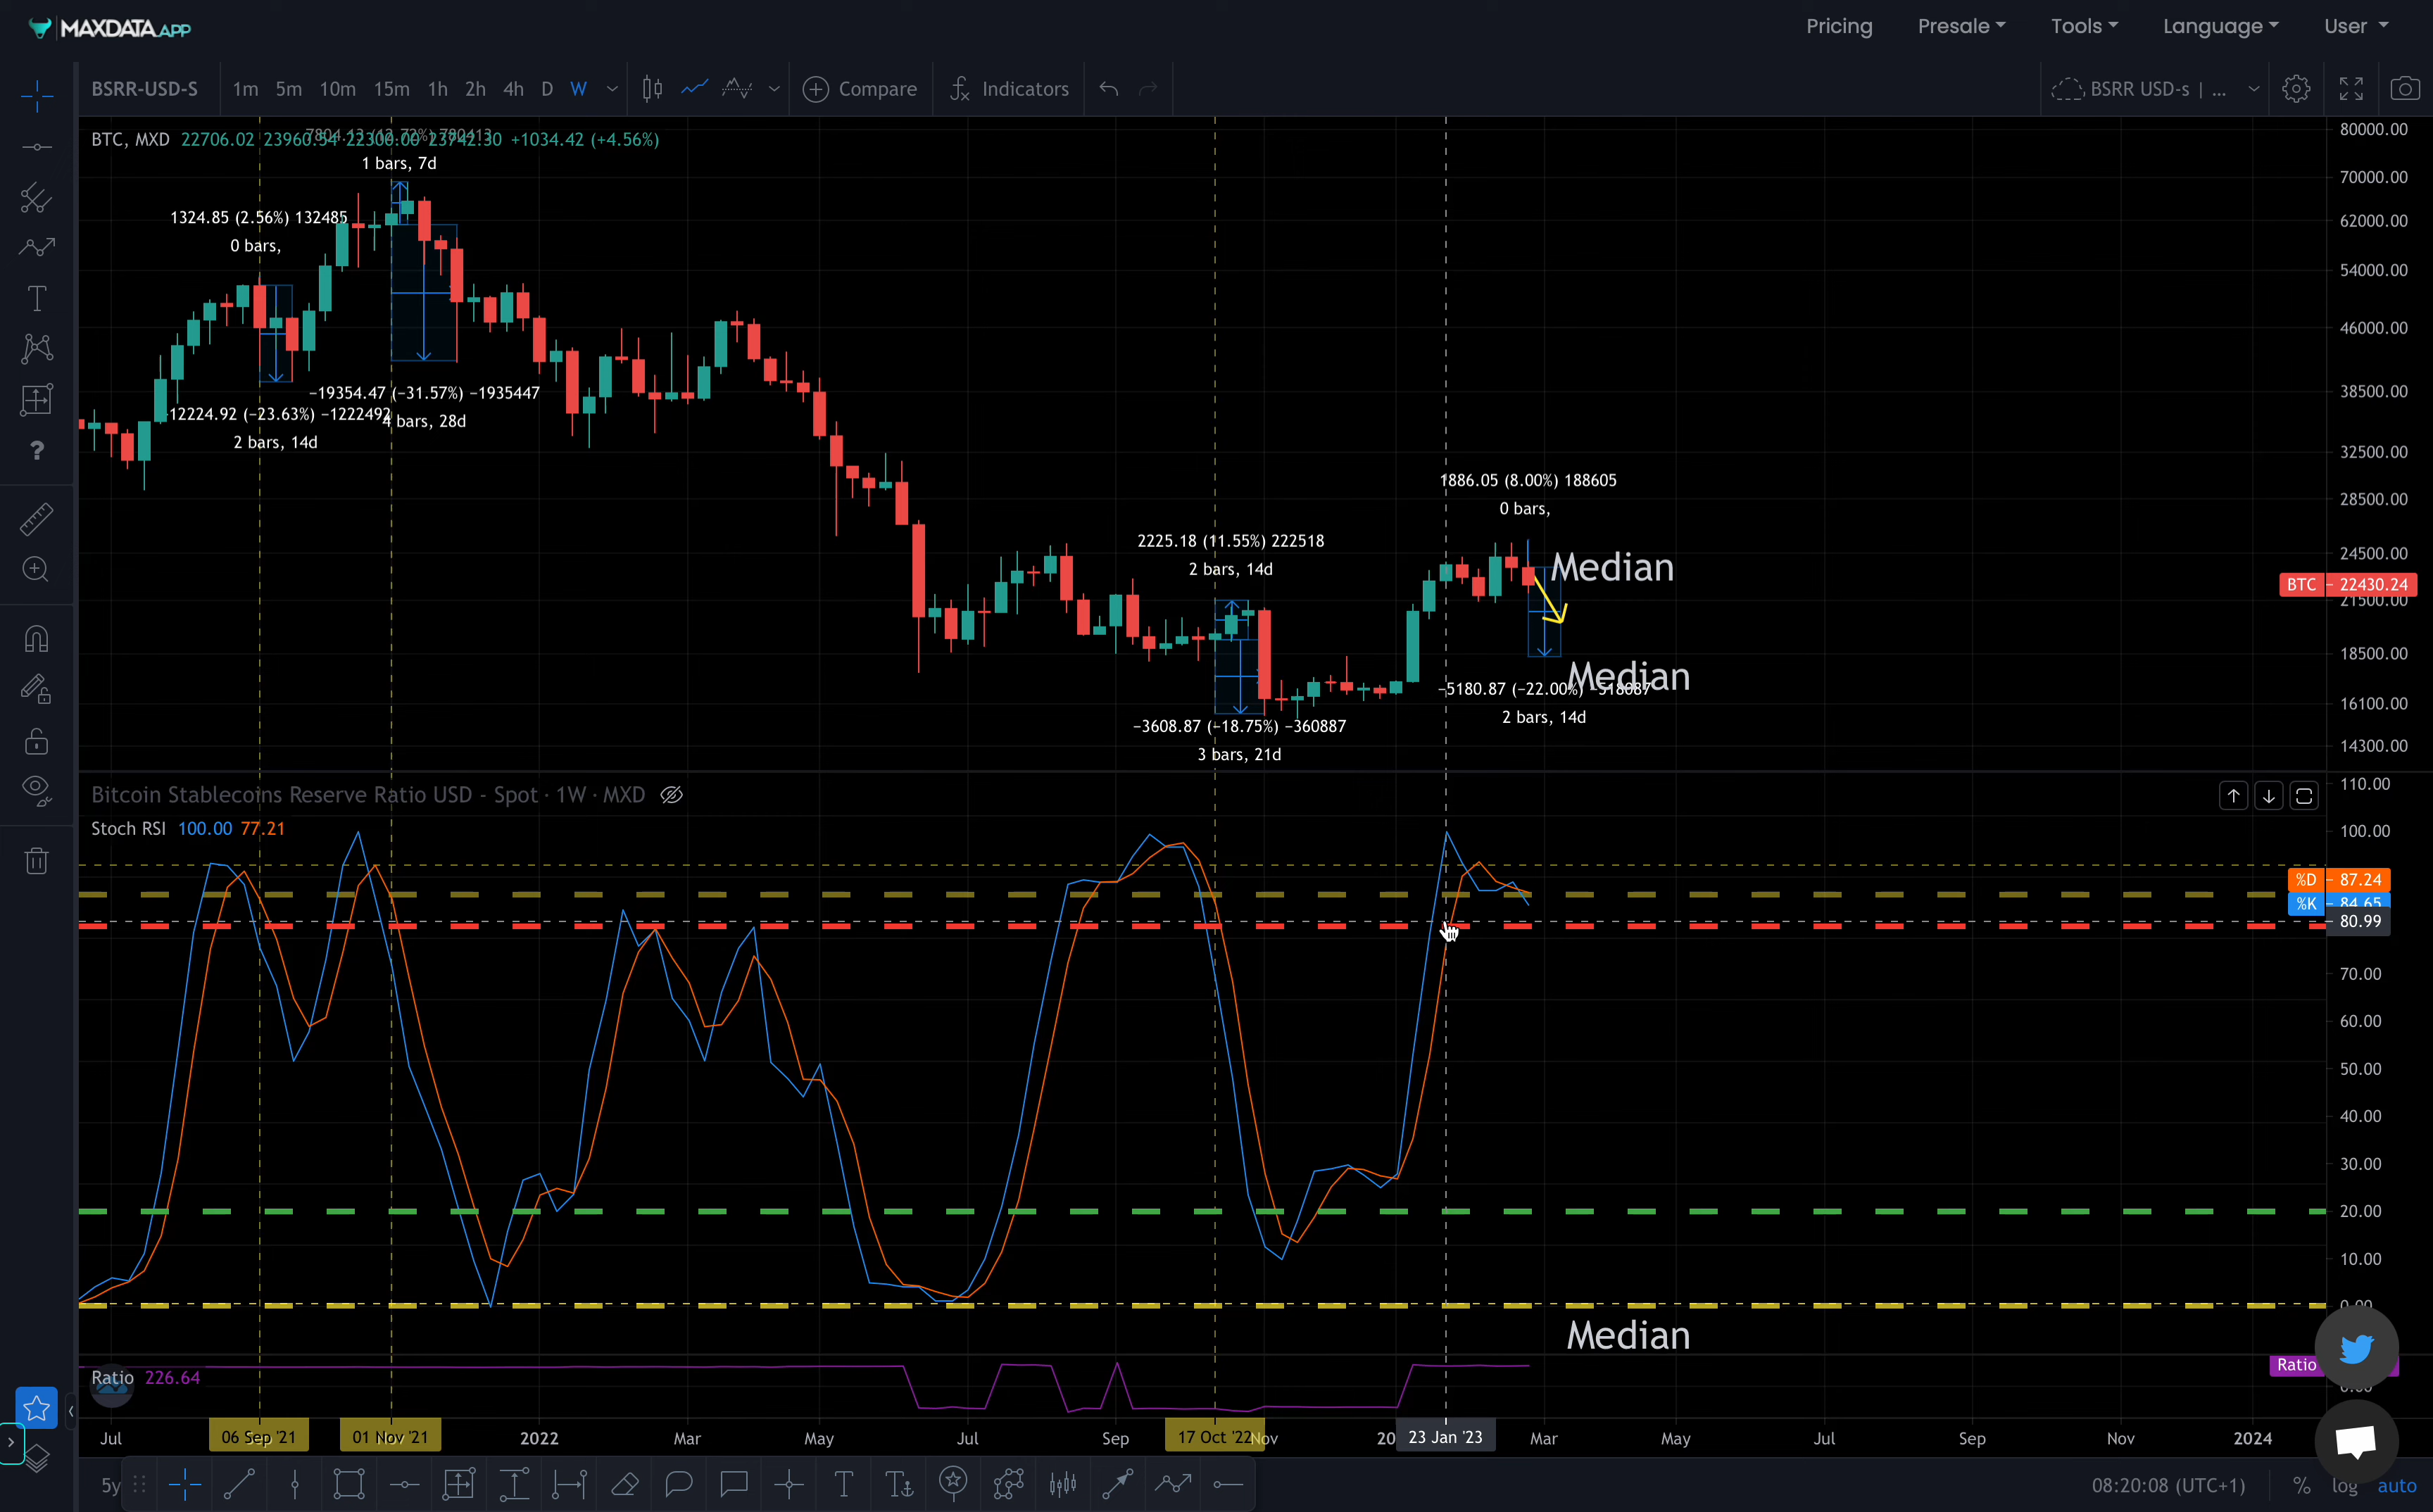 MAXDATA.APP
Pricing Presale Tools Language User
BSRR-USD-S 1m 5m 10m 15m 1h 2h 4h D W Compare Indicators BSRR USD-s | ...
BTC, MXD 22706.02 23960.54 22300.00 23742.30 +1034.42 (+4.56%)
1 bars, 7d
1324.85 (2.56%) 132485
0 bars,
−19354.47 (−31.57%) −1935447
4 bars, 28d
−12224.92 (−23.63%) −1222492
2 bars, 14d
1886.05 (8.00%) 188605
0 bars,
2225.18 (11.55%) 222518
2 bars, 14d
Median
Median
−5180.87 (−22.00%) −518087
2 bars, 14d
−3608.87 (−18.75%) −360887
3 bars, 21d
80000.00
70000.00
62000.00
54000.00
46000.00
38500.00
32500.00
28500.00
24500.00
BTC 22430.24
21500.00
18500.00
16100.00
14300.00
Bitcoin Stablecoins Reserve Ratio USD - Spot · 1W · MXD
Stoch RSI 100.00 77.21
110.00
100.00
%D 87.24
%K 84.65
80.99
70.00
60.00
50.00
40.00
30.00
20.00
10.00
0.00
Median
Ratio 226.64
Ratio
0.00
Jul 06 Sep '21 01 Nov '21 2022 Mar May Jul Sep 17 Oct '22 Nov 23 Jan '23 Mar May Jul Sep Nov 2024
5y 08:20:08 (UTC+1) % log auto